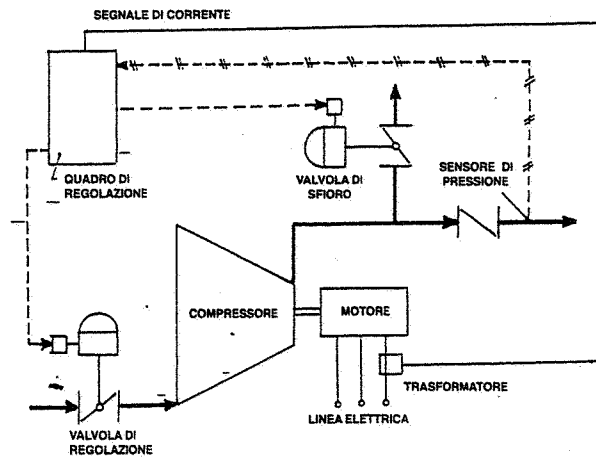 SEGNALE DI CORRENTE
QUADRO DI
REGOLAZIONE
VALVOLA DI
SFIORO
SENSORE DI
PRESSIONE
COMPRESSORE
MOTORE
TRASFORMATORE
LINEA ELETTRICA
VALVOLA DI
REGOLAZIONE